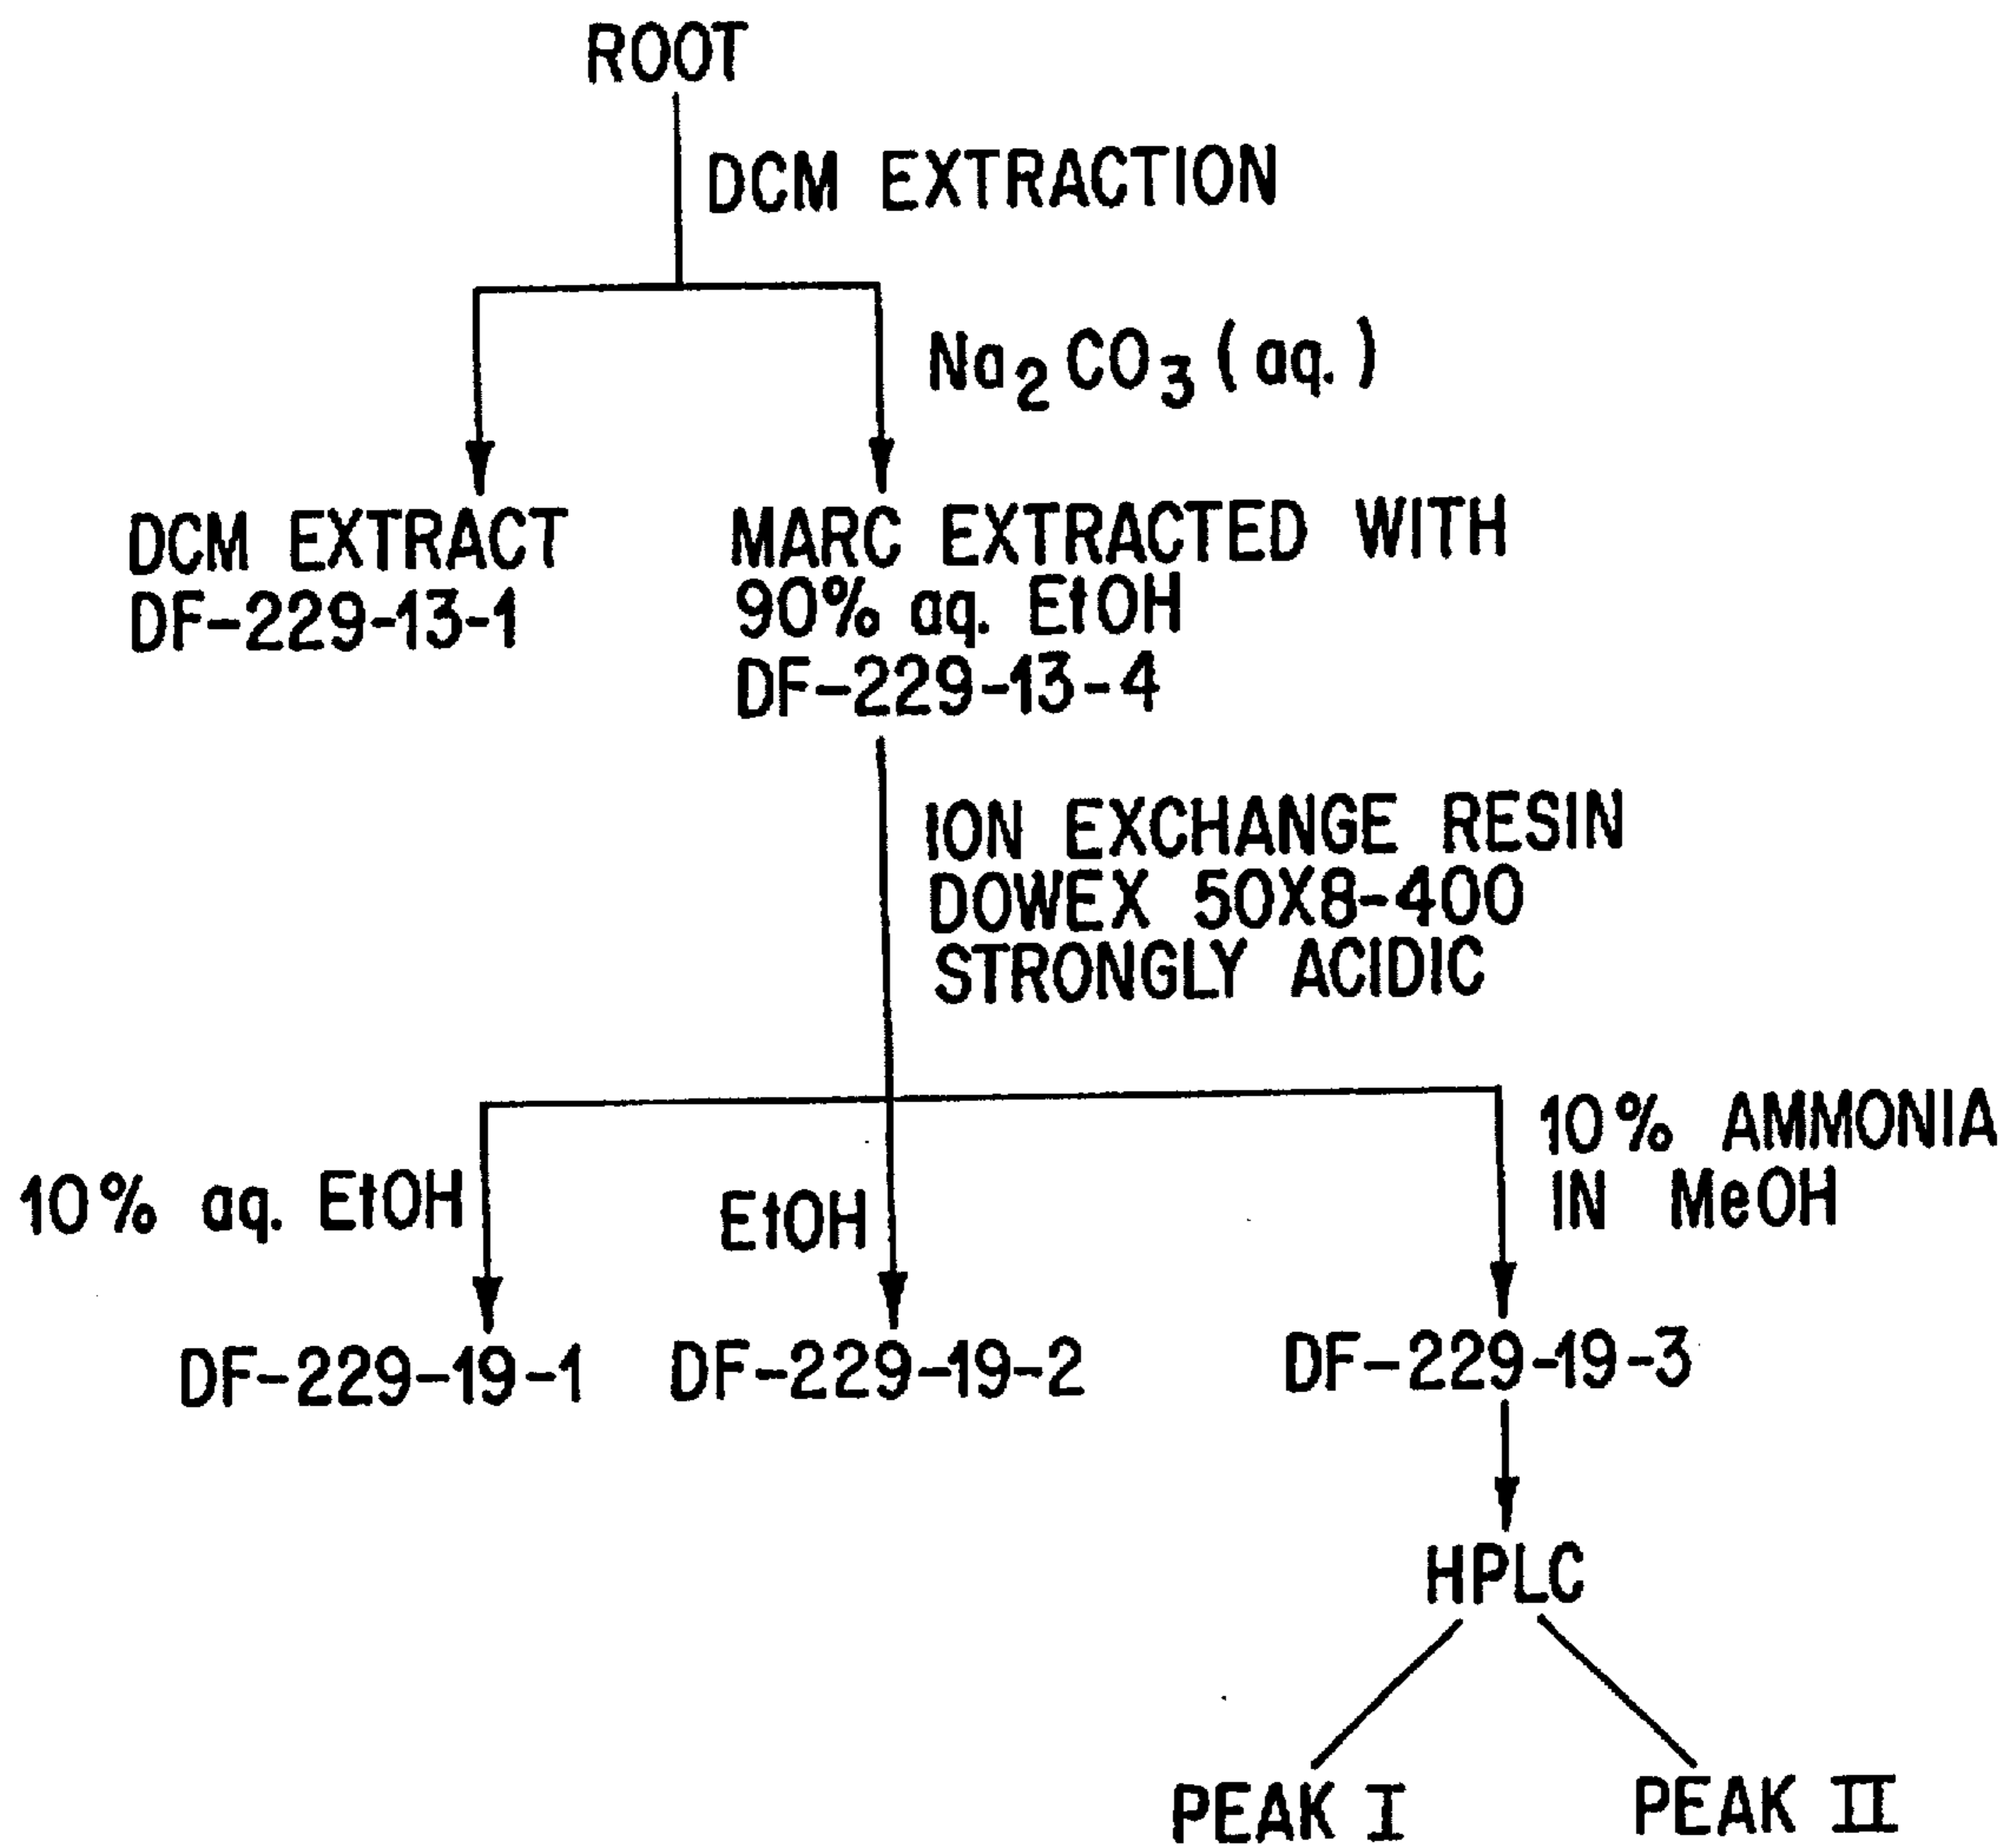 ROOT
DCM EXTRACTION
Na2CO3 (aq.)
DCM EXTRACT
DF-229-13-1
MARC EXTRACTED WITH
90% aq. EtOH
DF-229-13-4
ION EXCHANGE RESIN
DOWEX 50X8-400
STRONGLY ACIDIC
10% aq. EtOH
EtOH
10% AMMONIA
IN MeOH
DF-229-19-1
DF-229-19-2
DF-229-19-3
HPLC
PEAK I
PEAK II